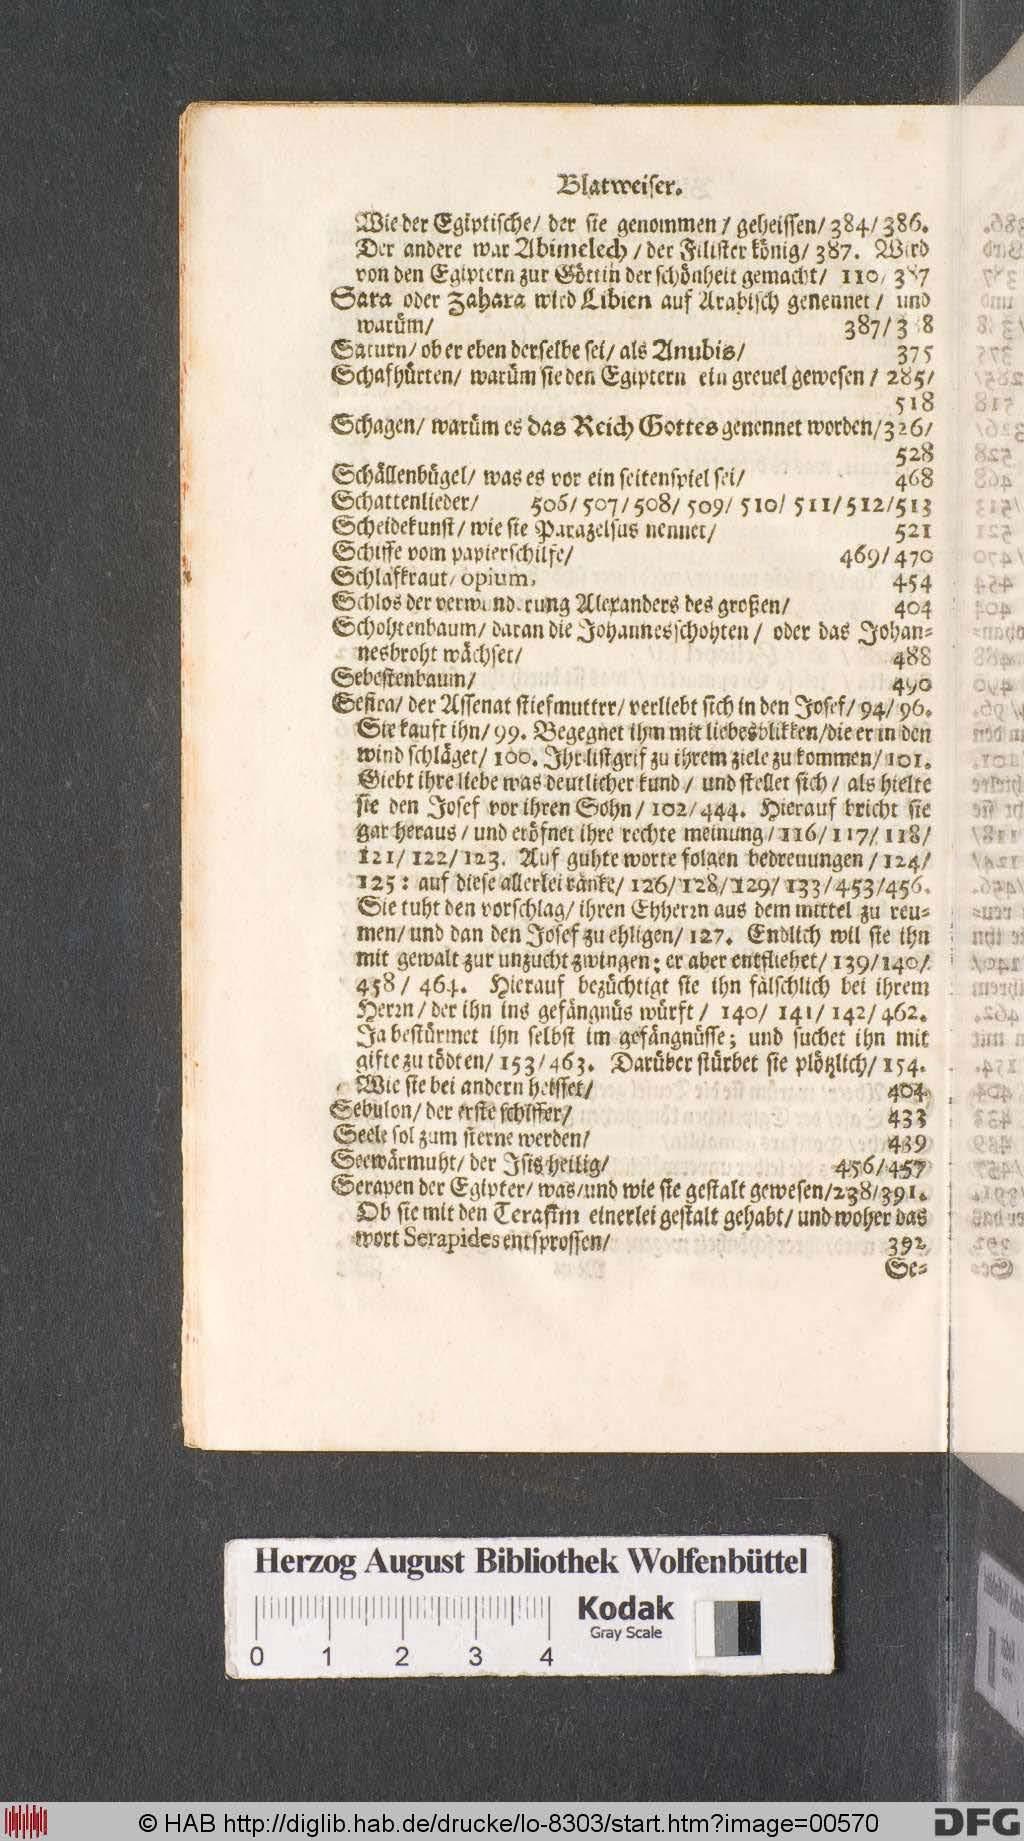 Blatweiser.
Wie der Egiptische/ der sie genommen/ geheissen/ 384/ 386.
Der andere war Abimelech/ der Filister könig/ 387. Wird
von den Egiptern zur Göttin der schönheit gemacht/ 110/ 387
Sara oder Zahara wird Libien auf Arabisch genennet/ und
warüm/ 387/ 388
Saturn/ ob er eben derselbe sei/ als Anubis/ 375
Schafhürten/ warüm sie den Egiptern ein greuel gewesen/ 285/
518
Schagen/ warüm es das Reich Gottes genennet worden/ 326/
528
Schällenbügel/ was es vor ein seitenspiel sei/ 468
Schattenlieder/ 506/ 507/ 508/ 509/ 510/ 511/ 512/ 513
Scheidekunst/ wie sie Parazelsus nennet/ 521
Schiffe vom papierschilfe/ 469/ 470
Schlafkraut/ opium, 454
Schlos der verwunderung Alexanders des großen/ 404
Schohtenbaum/ daran die Johannesschohten/ oder das Johan=
nesbroht wächset/ 488
Sebestenbaum/ 490
Sefira/ der Assenat stiefmutter/ verliebt sich in den Josef/ 94/ 96.
Sie kauft ihn/ 99. Begegnet ihm mit liebesblikken/ die er in den
wind schläget/ 100. Ihr listgrif zu ihrem ziele zu kommen/ 101.
Giebt ihre liebe was deutlicher kund/ und stellet sich/ als hielte
sie den Josef vor ihren Sohn/ 102/ 444. Hierauf bricht sie
gar heraus/ und eröfnet ihre rechte meinung/ 116/ 117/ 118/
121/ 122/ 123. Auf guhte worte folgen bedreuungen/ 124/
125: auf diese allerlei ränke/ 126/ 128/ 129/ 133/ 453/ 456.
Sie tuht den vorschlag/ ihren Ehherrn aus dem mittel zu reu=
men/ und dan den Josef zu ehligen/ 127. Endlich wil sie ihn
mit gewalt zur unzucht zwingen; er aber entfliehet/ 139/ 140/
458/ 464. Hierauf bezüchtigt sie ihn fälschlich bei ihrem
Herrn/ der ihn ins gefängnüs würft/ 140/ 141/ 142/ 462.
Ja bestürmet ihn selbst im gefängnüsse; und suchet ihn mit
gifte zu tödten/ 153/ 463. Darüber stürbet sie plötzlich/ 154.
Wie sie bei andern heisset/ 404
Sebulon/ der erste schiffer/ 433
Seele sol zum sterne werden/ 439
Seewärmuht/ der Isis heilig/ 456/ 457
Serapen der Egipter/ was/ und wie sie gestalt gewesen/ 238/ 391.
Ob sie mit den Terafim einerlei gestalt gehabt/ und woher das
wort Serapides entsprossen/ 392
Se=
Herzog August Bibliothek Wolfenbüttel
Kodak
Gray Scale
0 1 2 3 4
© HAB http://diglib.hab.de/drucke/lo-8303/start.htm?image=00570
DFG